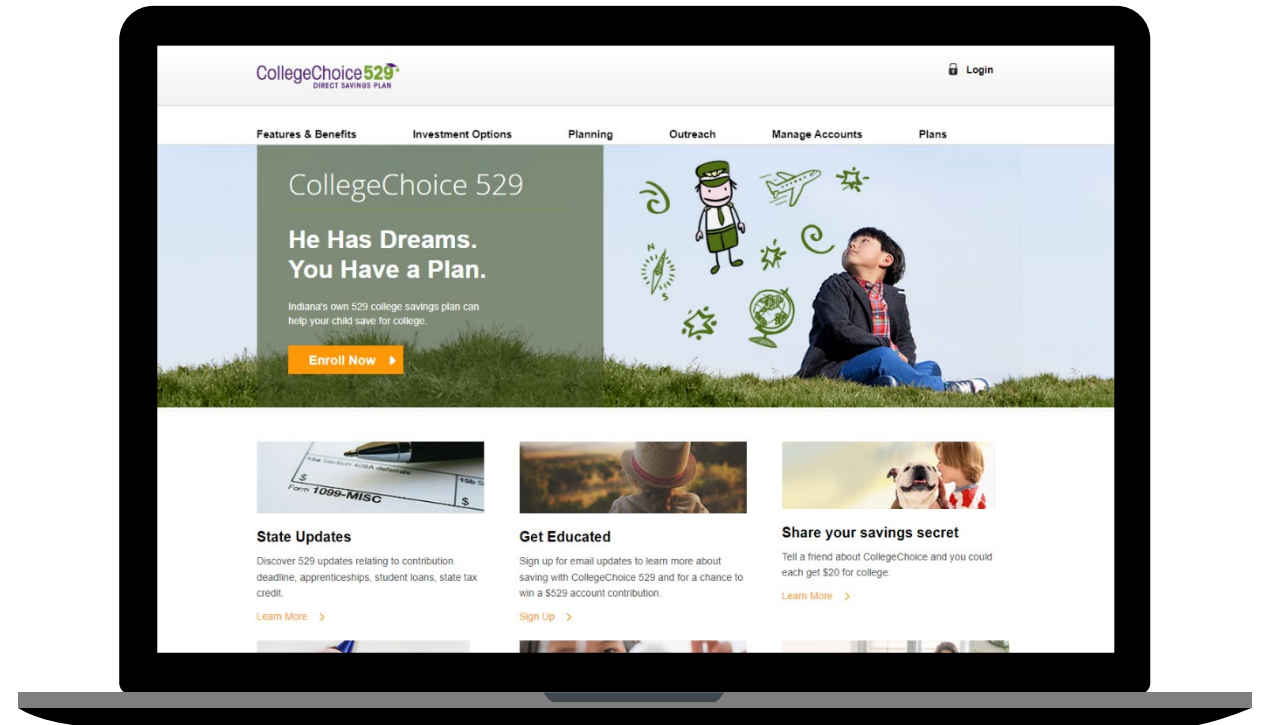 CollegeChoice529
DIRECT SAVINGS PLAN
Login
Features & Benefits Investment Options Planning Outreach Manage Accounts Plans
CollegeChoice 529
He Has Dreams.
You Have a Plan.
Indiana's own 529 college savings plan can
help your child save for college.
Enroll Now
N
S
15a Section 409A deferrals
$
15b S
Form 1099-MISC
$
State Updates
Discover 529 updates relating to contribution
deadline, apprenticeships, student loans, state tax
credit.
Learn More
Get Educated
Sign up for email updates to learn more about
saving with CollegeChoice 529 and for a chance to
win a $529 account contribution.
Sign Up
Share your savings secret
Tell a friend about CollegeChoice and you could
each get $20 for college.
Learn More